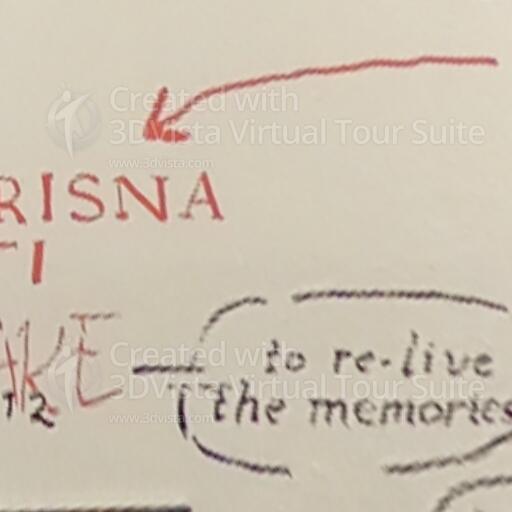 Created with
3DVista Virtual Tour Suite
www.3dvista.com
RISNA
TI
AKE
12
to re-live
the memories
Created with
3DVista Virtual Tour Suite
www.3dvista.com